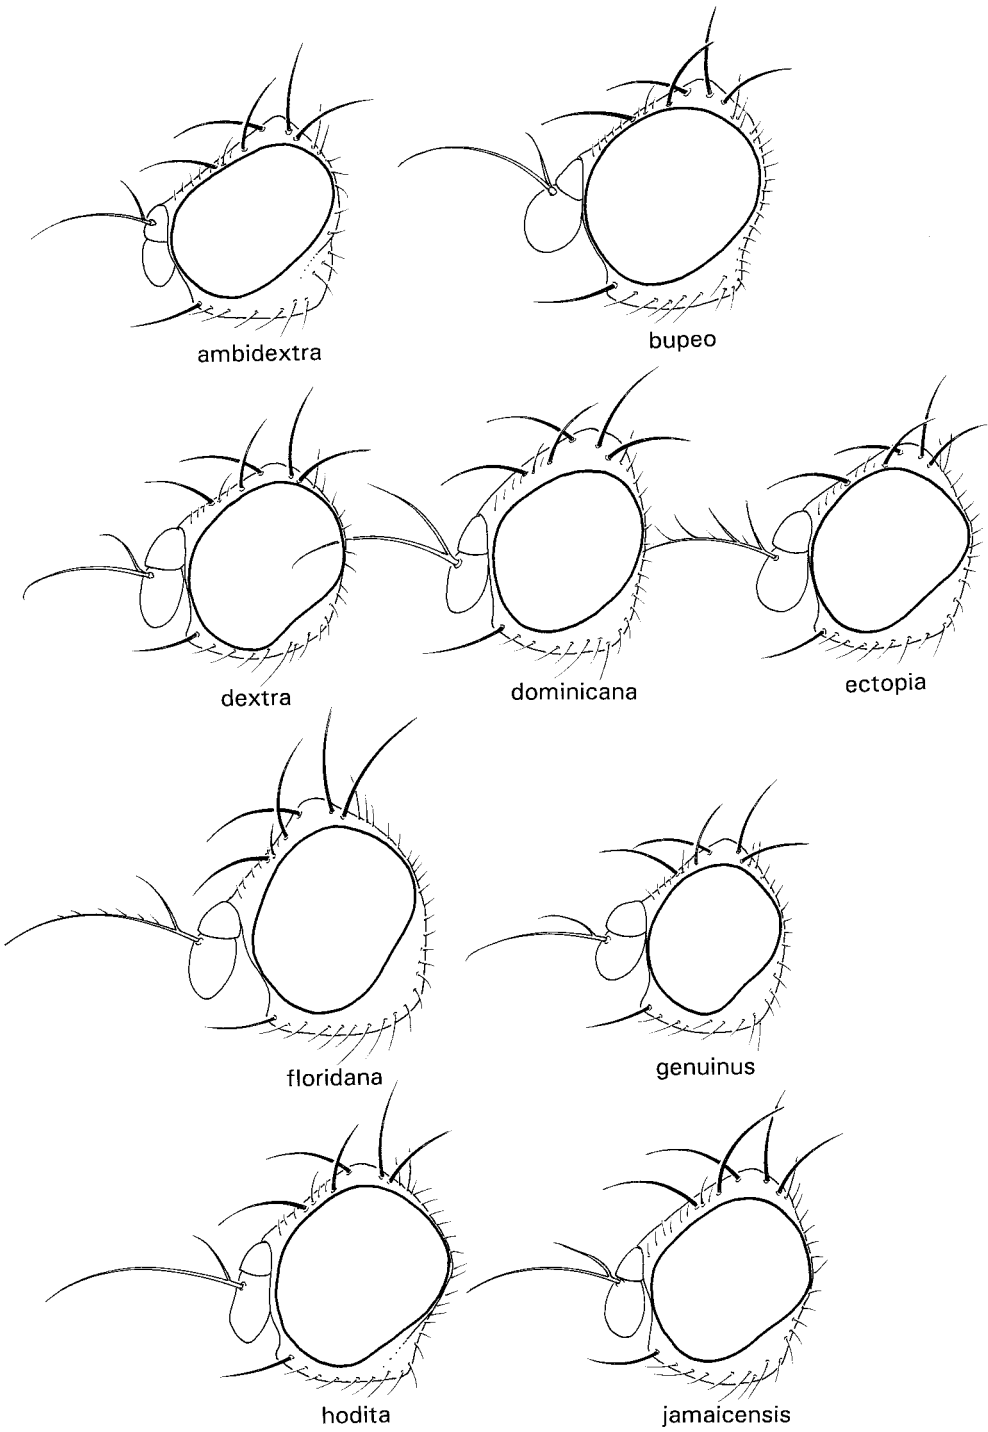 ambidextra
bupeo
dextra
dominicana
ectopia
floridana
genuinus
hodita
jamaicensis